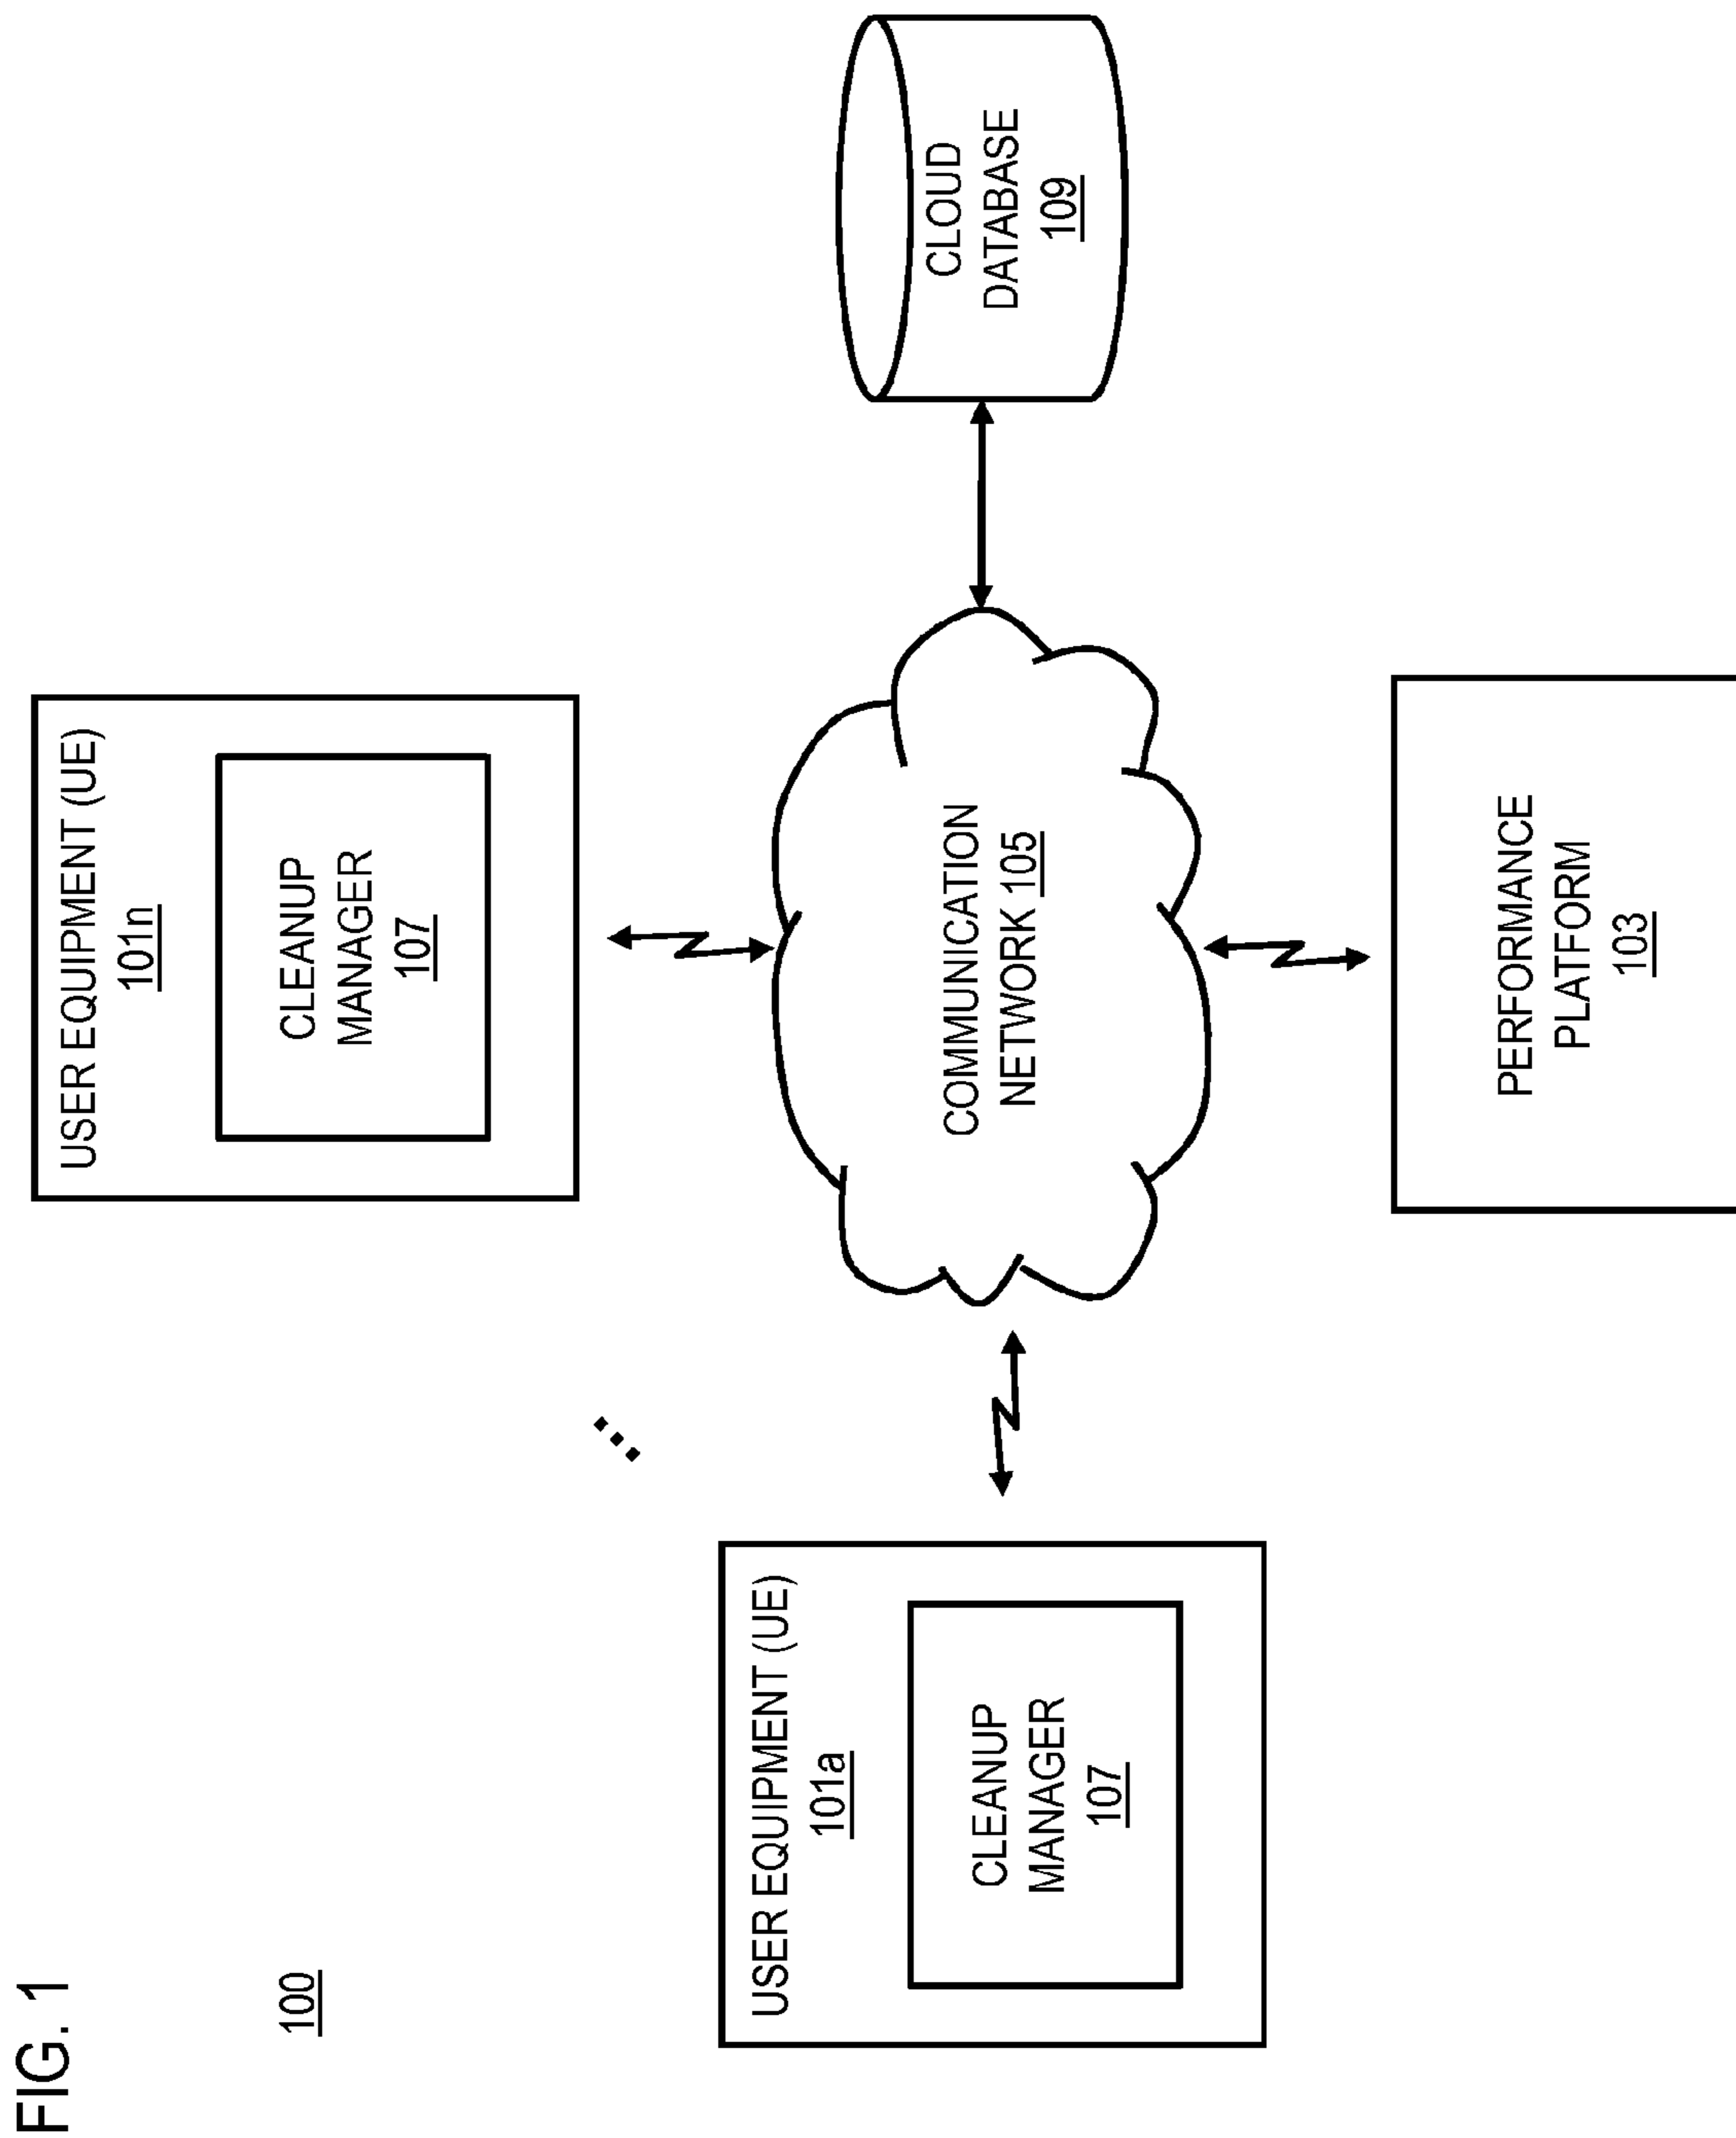 FIG. 1
100
USER EQUIPMENT (UE)
101n
CLEANUP
MANAGER
107
USER EQUIPMENT (UE)
101a
CLEANUP
MANAGER
107
COMMUNICATION
NETWORK 105
CLOUD
DATABASE
109
PERFORMANCE
PLATFORM
103